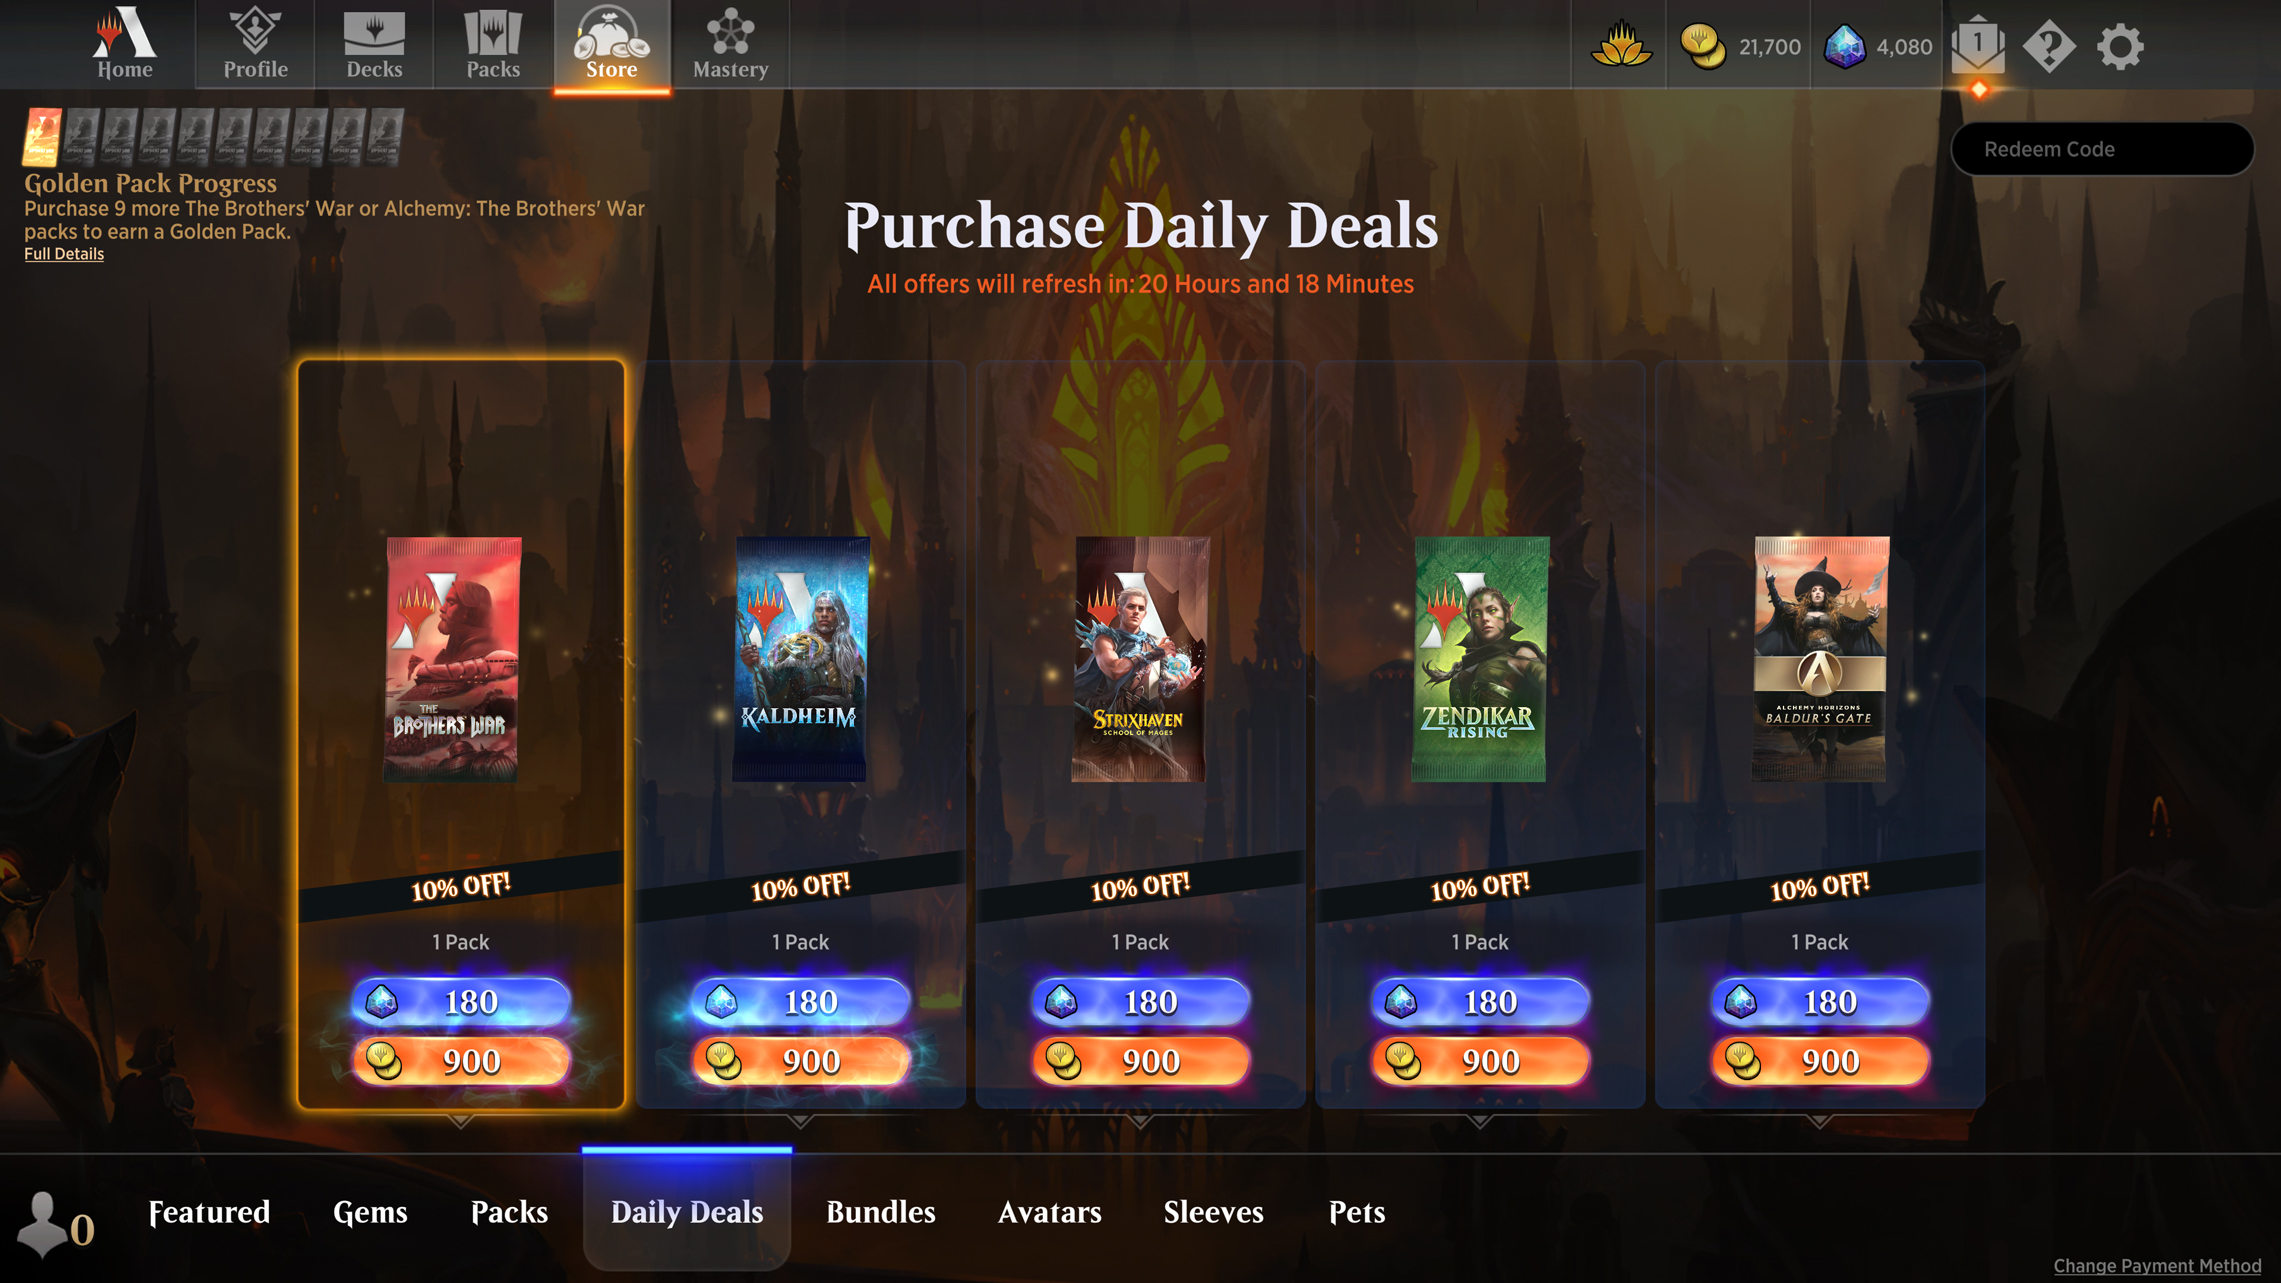 Home
Profile
Decks
Packs
Store
Mastery
21,700
4,080
1
?
Redeem Code
Golden Pack Progress
Purchase 9 more The Brothers' War or Alchemy: The Brothers' War
packs to earn a Golden Pack.
Full Details
Purchase Daily Deals
All offers will refresh in: 20 Hours and 18 Minutes
THE
BROTHERS' WAR
KALDHEIM
STRIXHAVEN
SCHOOL OF MAGES
ZENDIKAR
RISING
ALCHEMY HORIZONS
BALDUR'S GATE
10% OFF!
10% OFF!
10% OFF!
10% OFF!
10% OFF!
1 Pack
1 Pack
1 Pack
1 Pack
1 Pack
180
180
180
180
180
900
900
900
900
900
0
Featured
Gems
Packs
Daily Deals
Bundles
Avatars
Sleeves
Pets
Change Payment Method